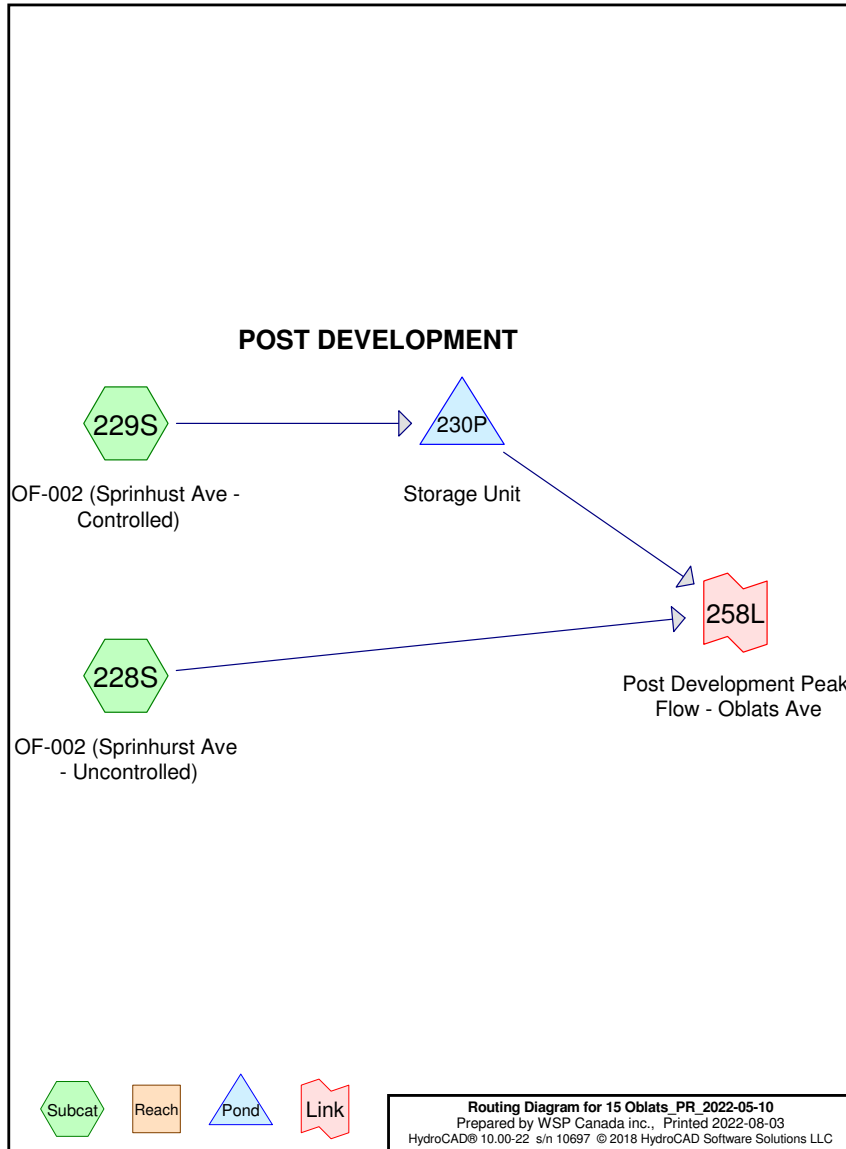 POST DEVELOPMENT
229S
OF-002 (Sprinhust Ave -
Controlled)
230P
Storage Unit
258L
Post Development Peak
Flow - Oblats Ave
228S
OF-002 (Sprinhurst Ave
- Uncontrolled)
Subcat
Reach
Pond
Link
Routing Diagram for 15 Oblats_PR_2022-05-10
Prepared by WSP Canada inc., Printed 2022-08-03
HydroCAD® 10.00-22 s/n 10697 © 2018 HydroCAD Software Solutions LLC